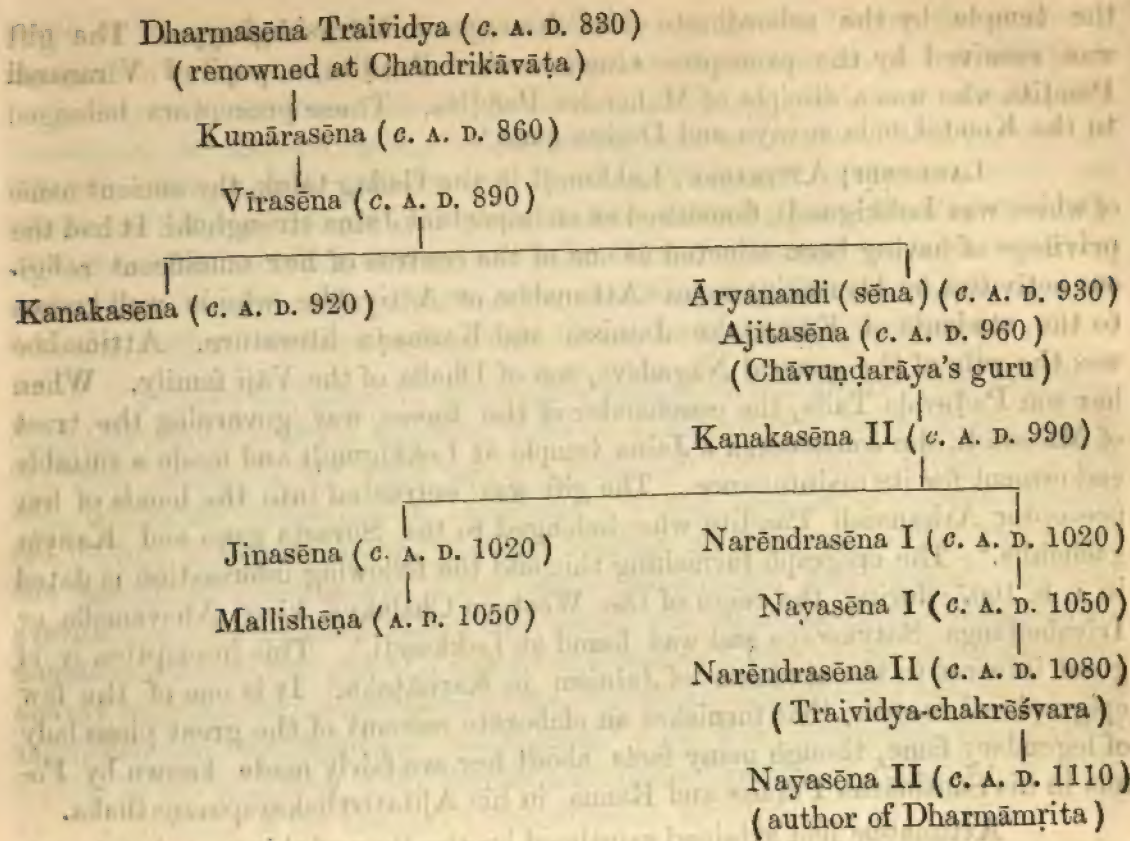 Dharmasēna Traividya (c. A. D. 830)
(renowned at Chandrikāvāṭa)
Kumārasēna (c. A. D. 860)
Vīrasēna (c. A. D. 890)
Kanakasēna (c. A. D. 920)
Āryanandi (sēna) (c. A. D. 930)
Ajitasēna (c. A. D. 960)
(Chāvuṇḍarāya's guru)
Kanakasēna II (c. A. D. 990)
Jinasēna (c. A. D. 1020)
Narēndrasēna I (c. A. D. 1020)
Mallishēṇa (A. D. 1050)
Nayasēna I (c. A. D. 1050)
Narēndrasēna II (c. A. D. 1080)
(Traividya-chakrēśvara)
Nayasēna II (c. A. D. 1110)
(author of Dharmāmṛita)